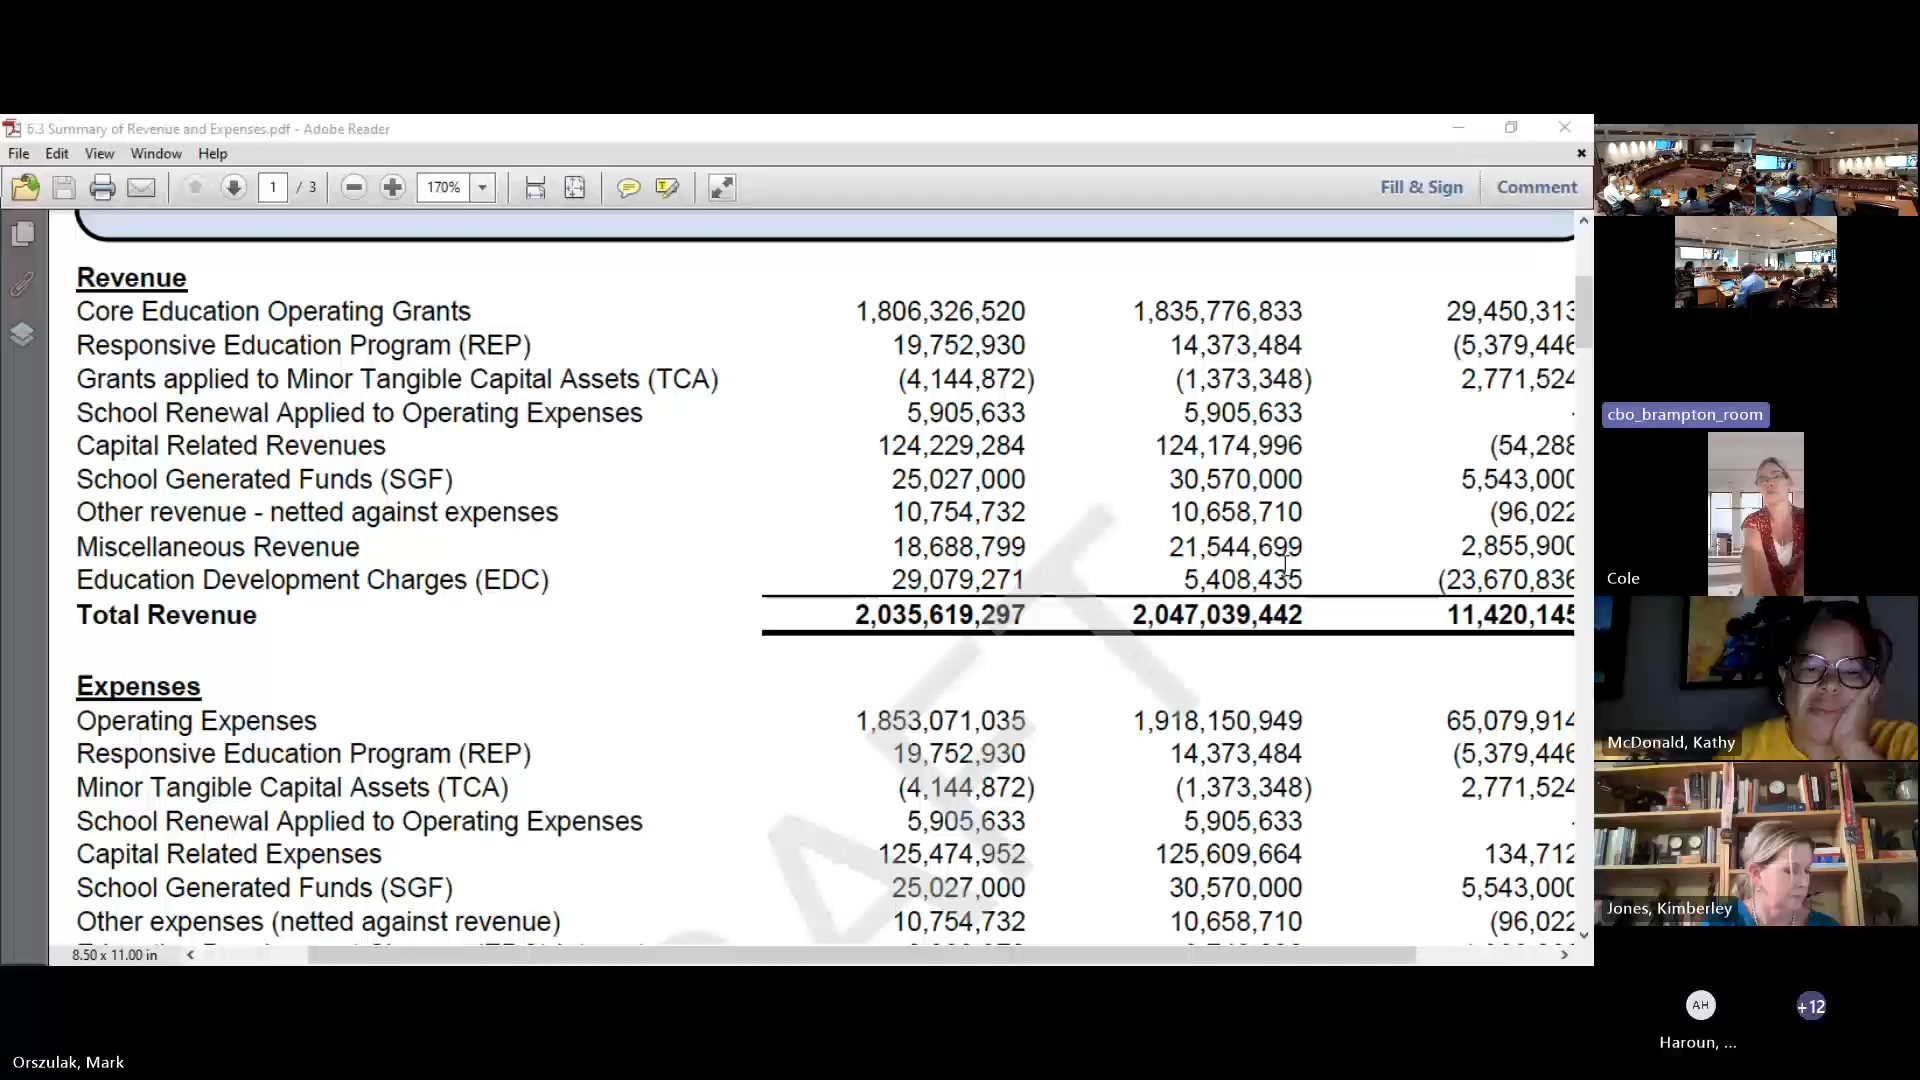 6.3 Summary of Revenue and Expenses.pdf - Adobe Reader
File Edit View Window Help
1 / 3 170% Fill & Sign Comment
Revenue
Core Education Operating Grants 1,806,326,520 1,835,776,833 29,450,313
Responsive Education Program (REP) 19,752,930 14,373,484 (5,379,446
Grants applied to Minor Tangible Capital Assets (TCA) (4,144,872) (1,373,348) 2,771,524
School Renewal Applied to Operating Expenses 5,905,633 5,905,633 -
Capital Related Revenues 124,229,284 124,174,996 (54,288
School Generated Funds (SGF) 25,027,000 30,570,000 5,543,000
Other revenue - netted against expenses 10,754,732 10,658,710 (96,022
Miscellaneous Revenue 18,688,799 21,544,699 2,855,900
Education Development Charges (EDC) 29,079,271 5,408,435 (23,670,836
Total Revenue 2,035,619,297 2,047,039,442 11,420,145
Expenses
Operating Expenses 1,853,071,035 1,918,150,949 65,079,914
Responsive Education Program (REP) 19,752,930 14,373,484 (5,379,446
Minor Tangible Capital Assets (TCA) (4,144,872) (1,373,348) 2,771,524
School Renewal Applied to Operating Expenses 5,905,633 5,905,633 -
Capital Related Expenses 125,474,952 125,609,664 134,712
School Generated Funds (SGF) 25,027,000 30,570,000 5,543,000
Other expenses (netted against revenue) 10,754,732 10,658,710 (96,022
8.50 x 11.00 in
cbo_brampton_room
Cole
McDonald, Kathy
Jones, Kimberley
AH
+12
Haroun, ...
Orszulak, Mark